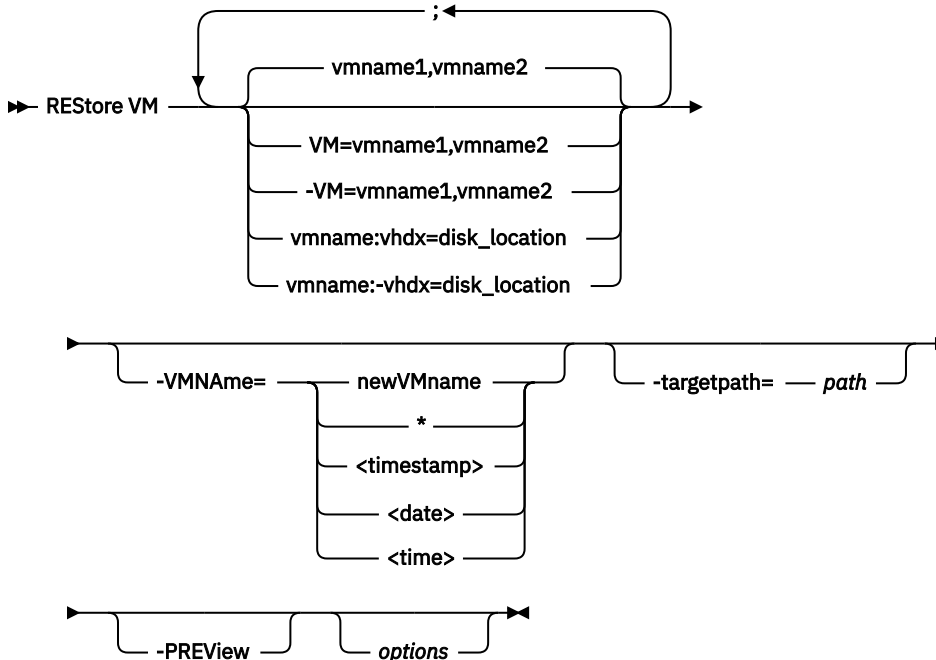 ;
vmname1,vmname2
REStore VM
VM=vmname1,vmname2
-VM=vmname1,vmname2
vmname:vhdx=disk_location
vmname:-vhdx=disk_location
-VMNAme= newVMname -targetpath= path
*
<timestamp>
<date>
<time>
-PREView options